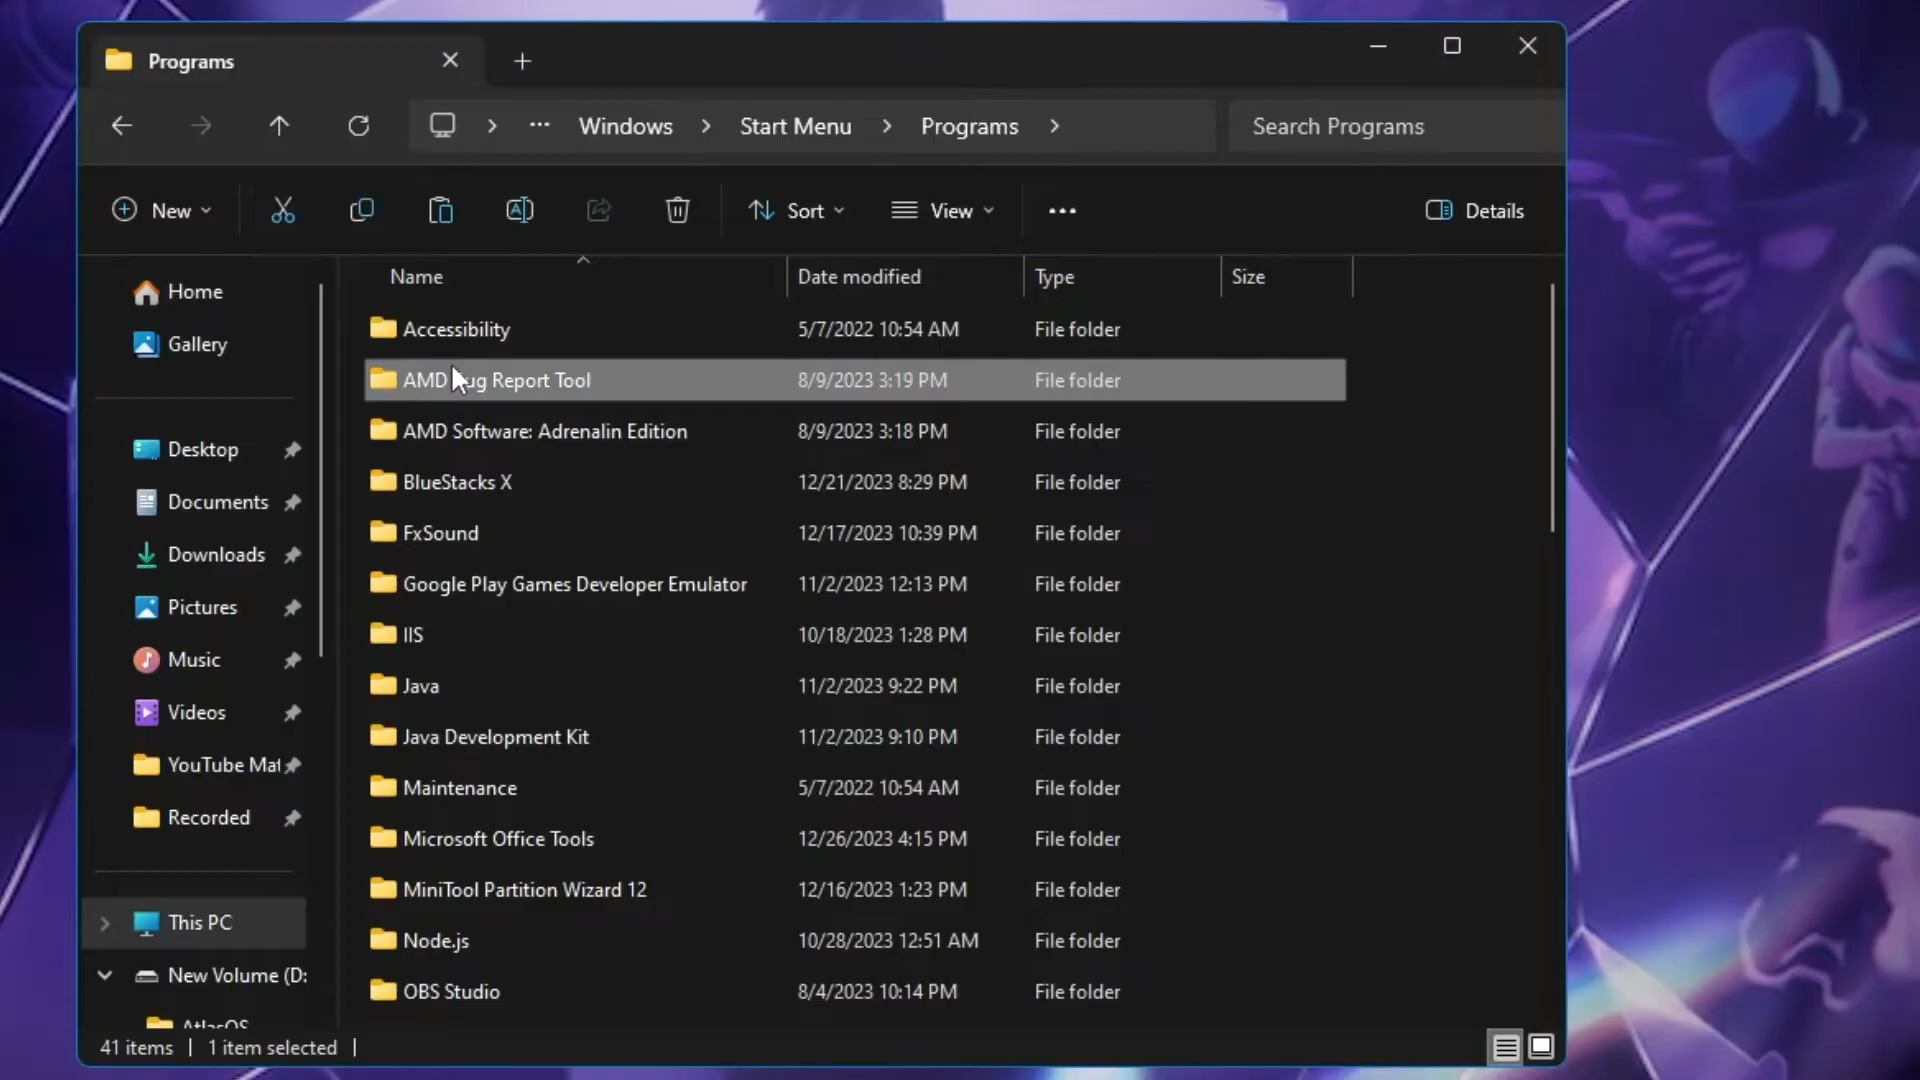 Programs
Windows > Start Menu > Programs >
Search Programs
New
Sort
View
Details
Name Date modified Type Size
Home
Gallery
Desktop
Documents
Downloads
Pictures
Music
Videos
YouTube Mat
Recorded
This PC
New Volume (D:
AtlasOS
Accessibility 5/7/2022 10:54 AM File folder
AMD ug Report Tool 8/9/2023 3:19 PM File folder
AMD Software: Adrenalin Edition 8/9/2023 3:18 PM File folder
BlueStacks X 12/21/2023 8:29 PM File folder
FxSound 12/17/2023 10:39 PM File folder
Google Play Games Developer Emulator 11/2/2023 12:13 PM File folder
IIS 10/18/2023 1:28 PM File folder
Java 11/2/2023 9:22 PM File folder
Java Development Kit 11/2/2023 9:10 PM File folder
Maintenance 5/7/2022 10:54 AM File folder
Microsoft Office Tools 12/26/2023 4:15 PM File folder
MiniTool Partition Wizard 12 12/16/2023 1:23 PM File folder
Node.js 10/28/2023 12:51 AM File folder
OBS Studio 8/4/2023 10:14 PM File folder
41 items | 1 item selected |